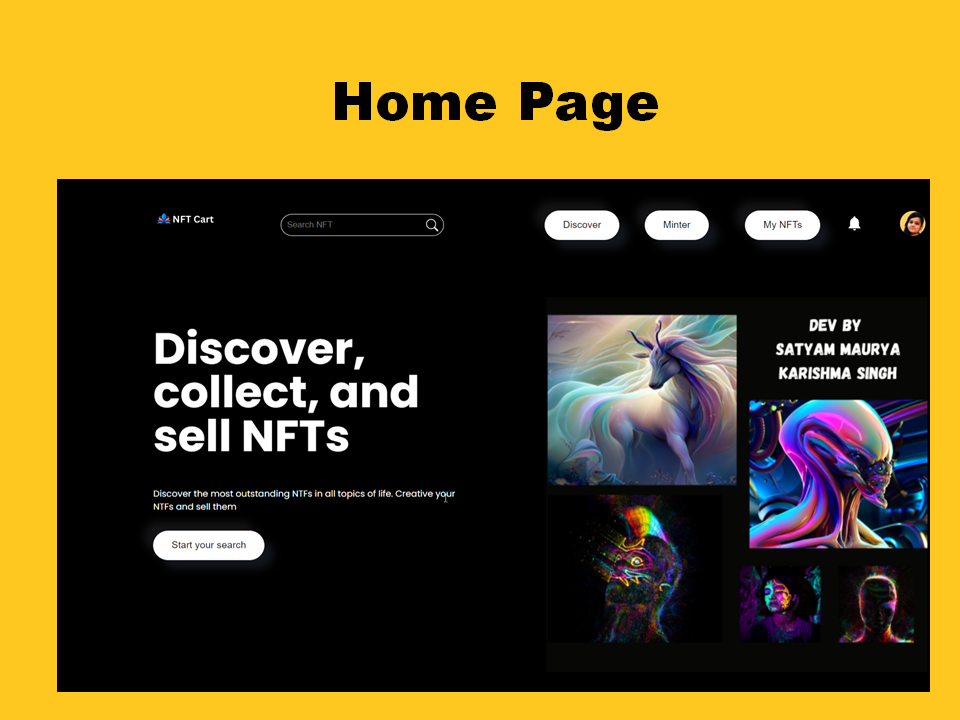 Home Page
NFT Cart
Search NFT
Discover
Minter
My NFTs
Discover,
collect, and
sell NFTs
Discover the most outstanding NTFs in all topics of life. Creative your
NTFs and sell them
Start your search
DEV BY
SATYAM MAURYA
KARISHMA SINGH